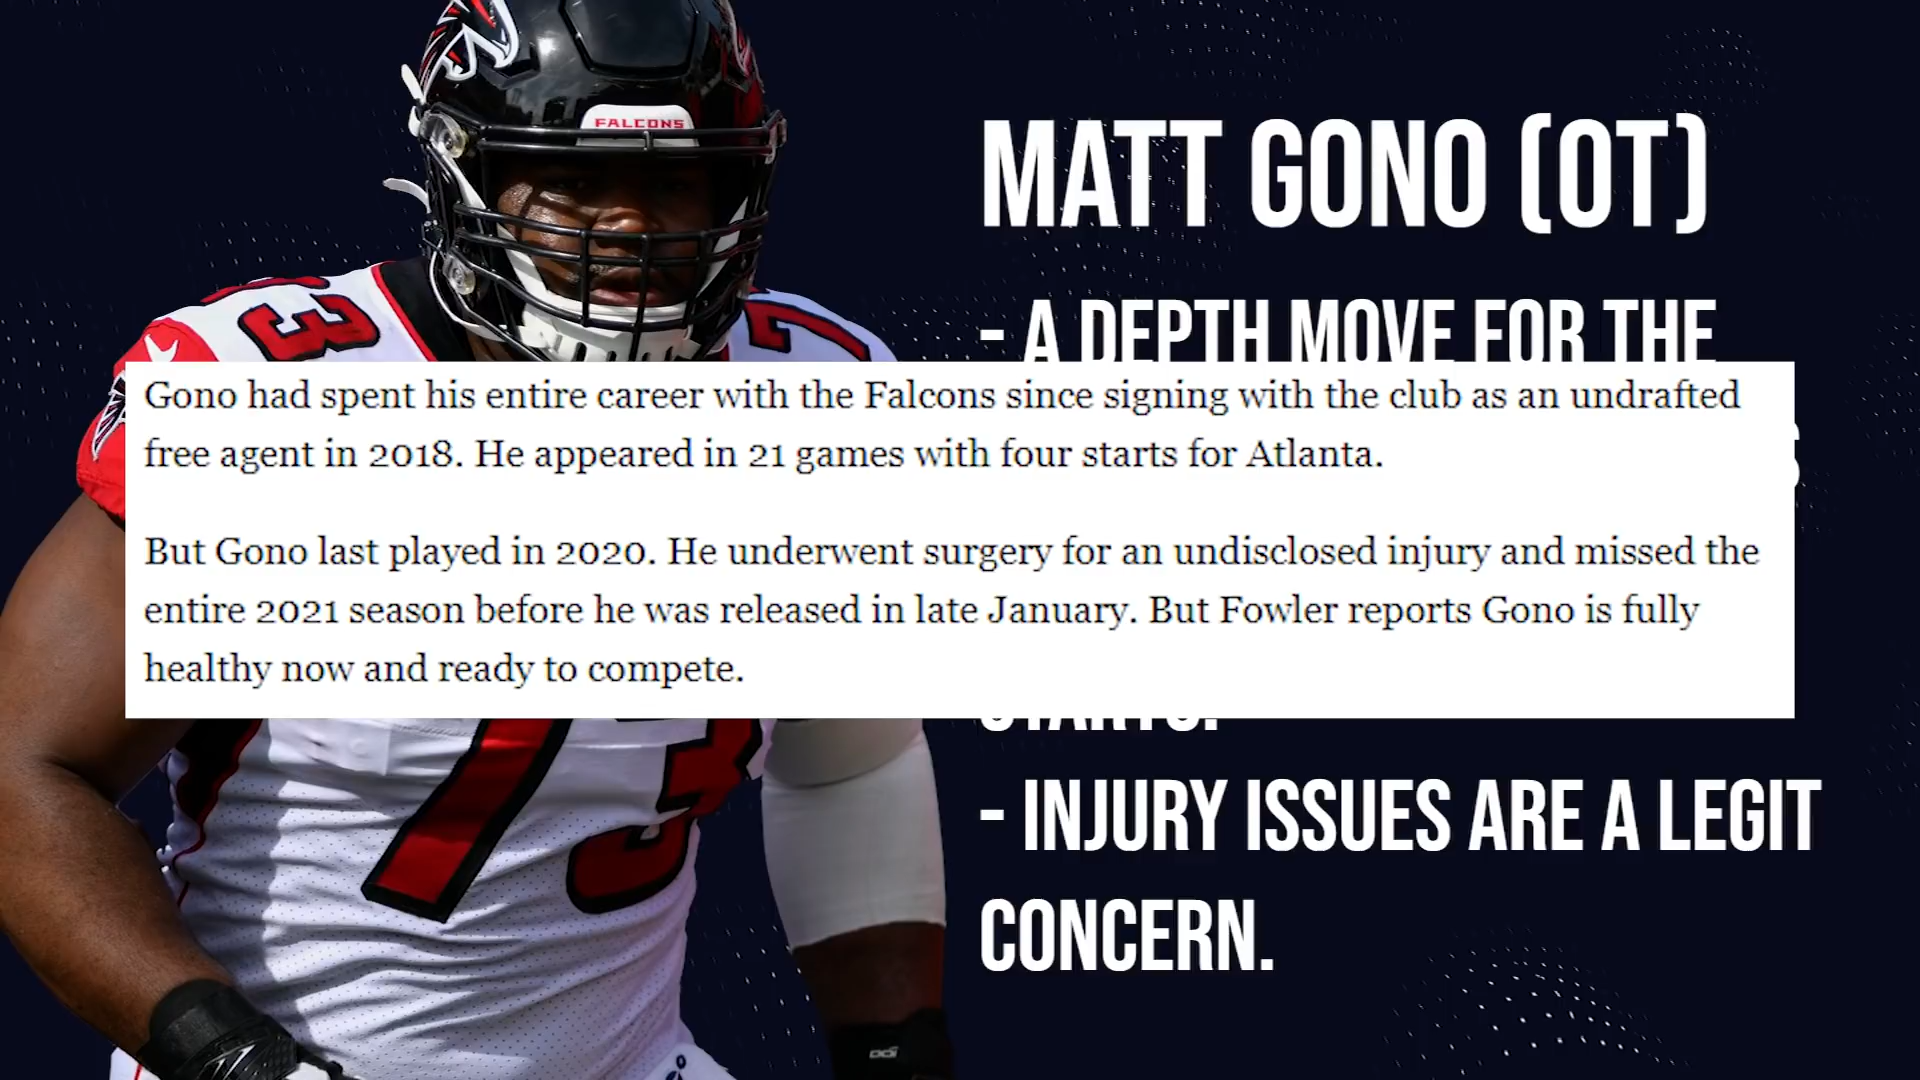 FALCONS
MATT GONO (OT)
- A DEPTH MOVE FOR THE
Gono had spent his entire career with the Falcons since signing with the club as an undrafted
free agent in 2018. He appeared in 21 games with four starts for Atlanta.
But Gono last played in 2020. He underwent surgery for an undisclosed injury and missed the
entire 2021 season before he was released in late January. But Fowler reports Gono is fully
healthy now and ready to compete.
STARTS.
73
- INJURY ISSUES ARE A LEGIT
CONCERN.